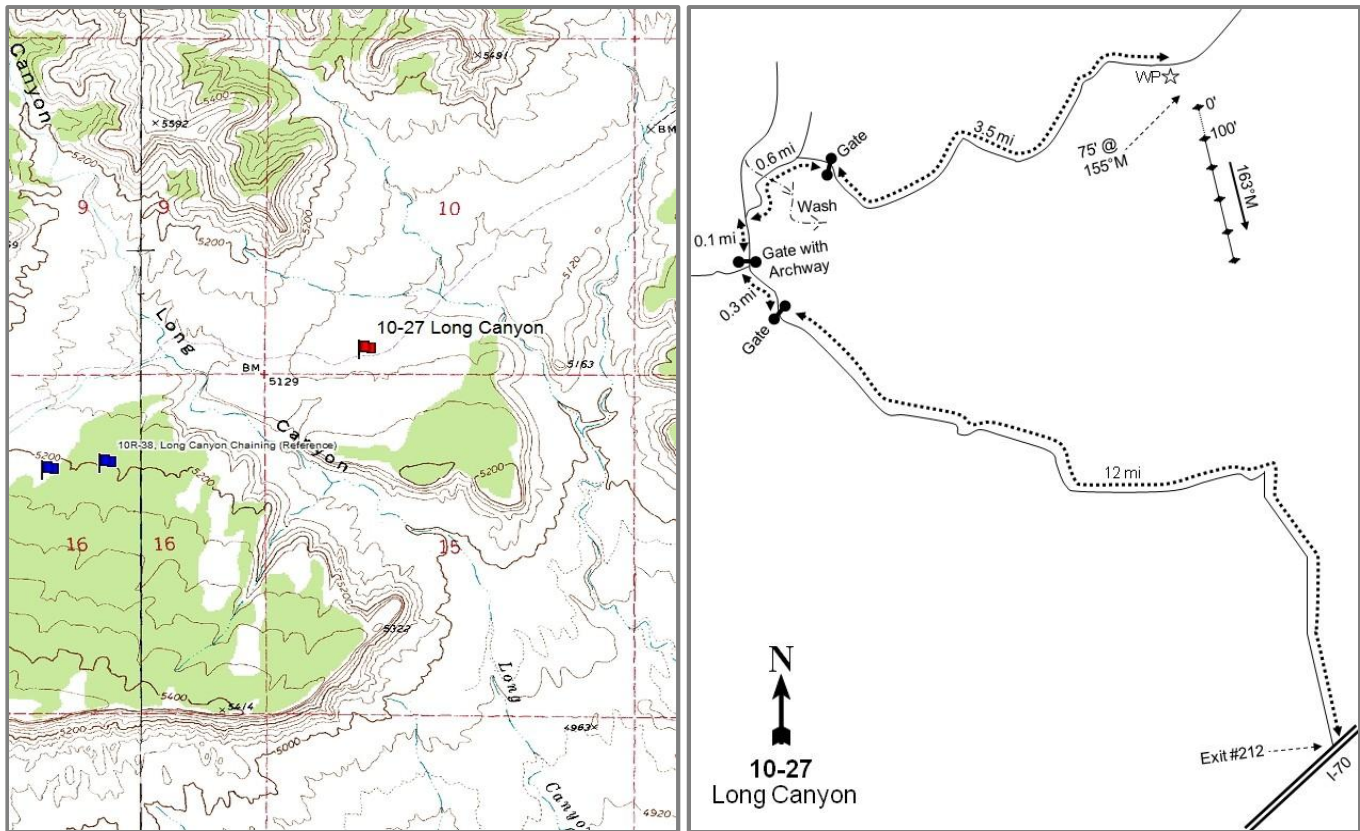 Canyon
5491
5400
5592
BM
5200
5200
9
9
10
5200
5120
Long
10-27 Long Canyon
BM
5129
5163
Canyon
10R-38, Long Canyon Chaining (Reference)
5200
5200
16
16
15
5200
5322
Long
5400
5414
5200
5000
4963
Canyon
4920
WP
0'
100'
75' @
155°M
163°M
3.5 mi
0.6 mi
Gate
Wash
0.1 mi
Gate with
Archway
0.3 mi
Gate
12 mi
N
10-27
Long Canyon
Exit #212
I-70